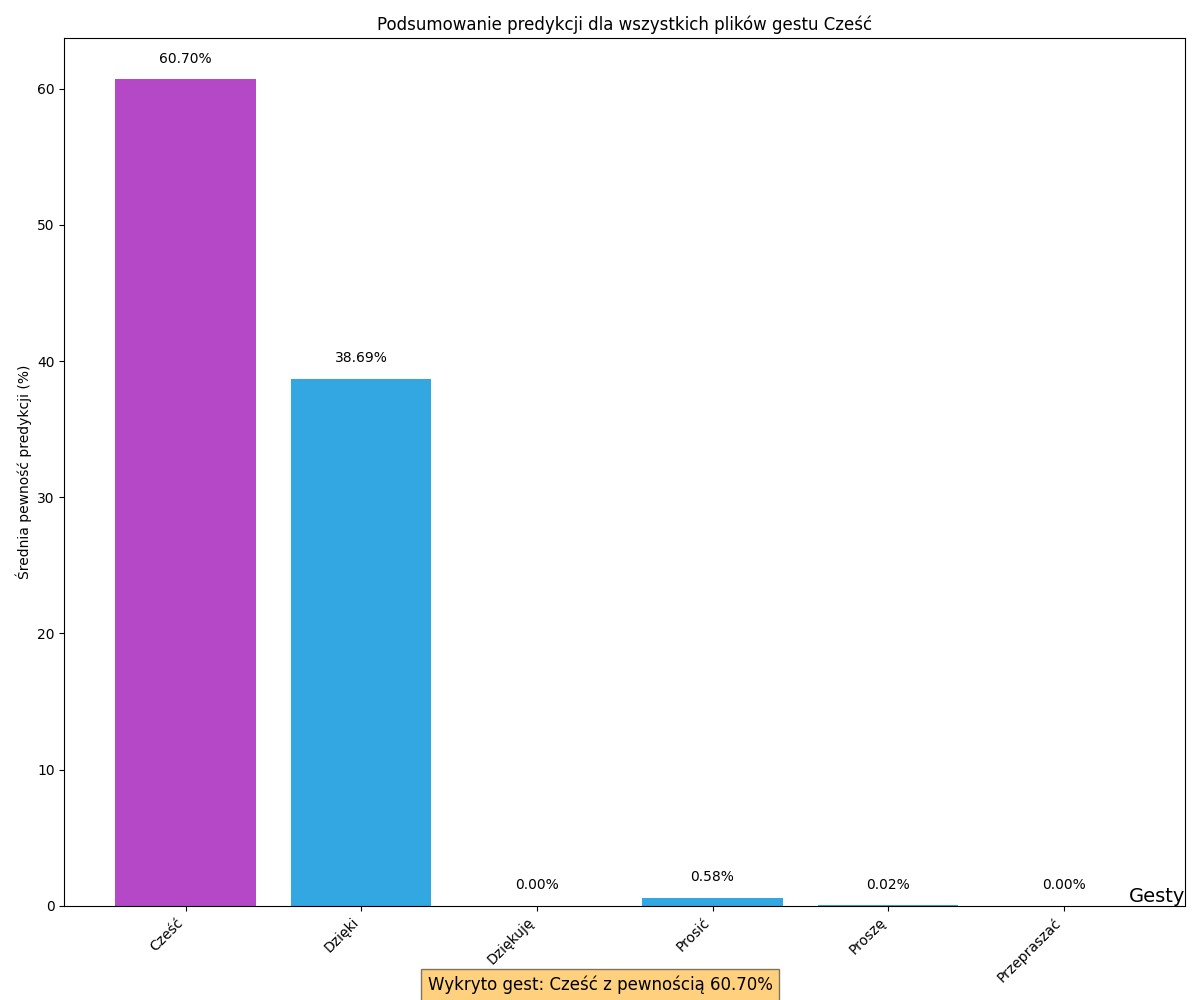 Podsumowanie predykcji dla wszystkich plików gestu Cześć
60.70%
60
50
38.69%
40
Średnia pewność predykcji (%)
30
20
10
0.00%
0.58%
0.02%
0.00%
Gesty
0
Cześć
Dzięki
Dziękuję
Prosić
Proszę
Przepraszać
Wykryto gest: Cześć z pewnością 60.70%